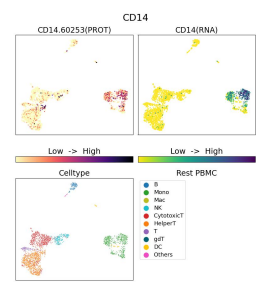 CD14
CD14.60253(PROT)
CD14(RNA)
Low -> High
Low -> High
Celltype
Rest PBMC
B
Mono
Mac
NK
CytotoxicT
HelperT
T
gdT
DC
Others